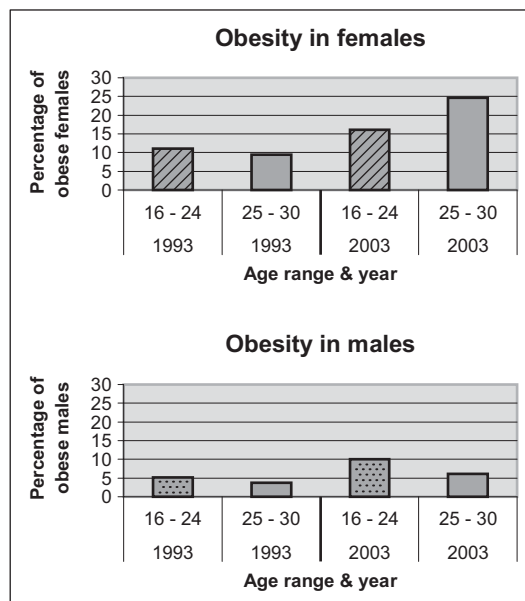 Obesity in females
Percentage of
obese females
30
25
20
15
10
5
0
16 - 24 25 - 30 16 - 24 25 - 30
1993 1993 2003 2003
Age range & year
Obesity in males
Percentage of
obese males
30
25
20
15
10
5
0
16 - 24 25 - 30 16 - 24 25 - 30
1993 1993 2003 2003
Age range & year